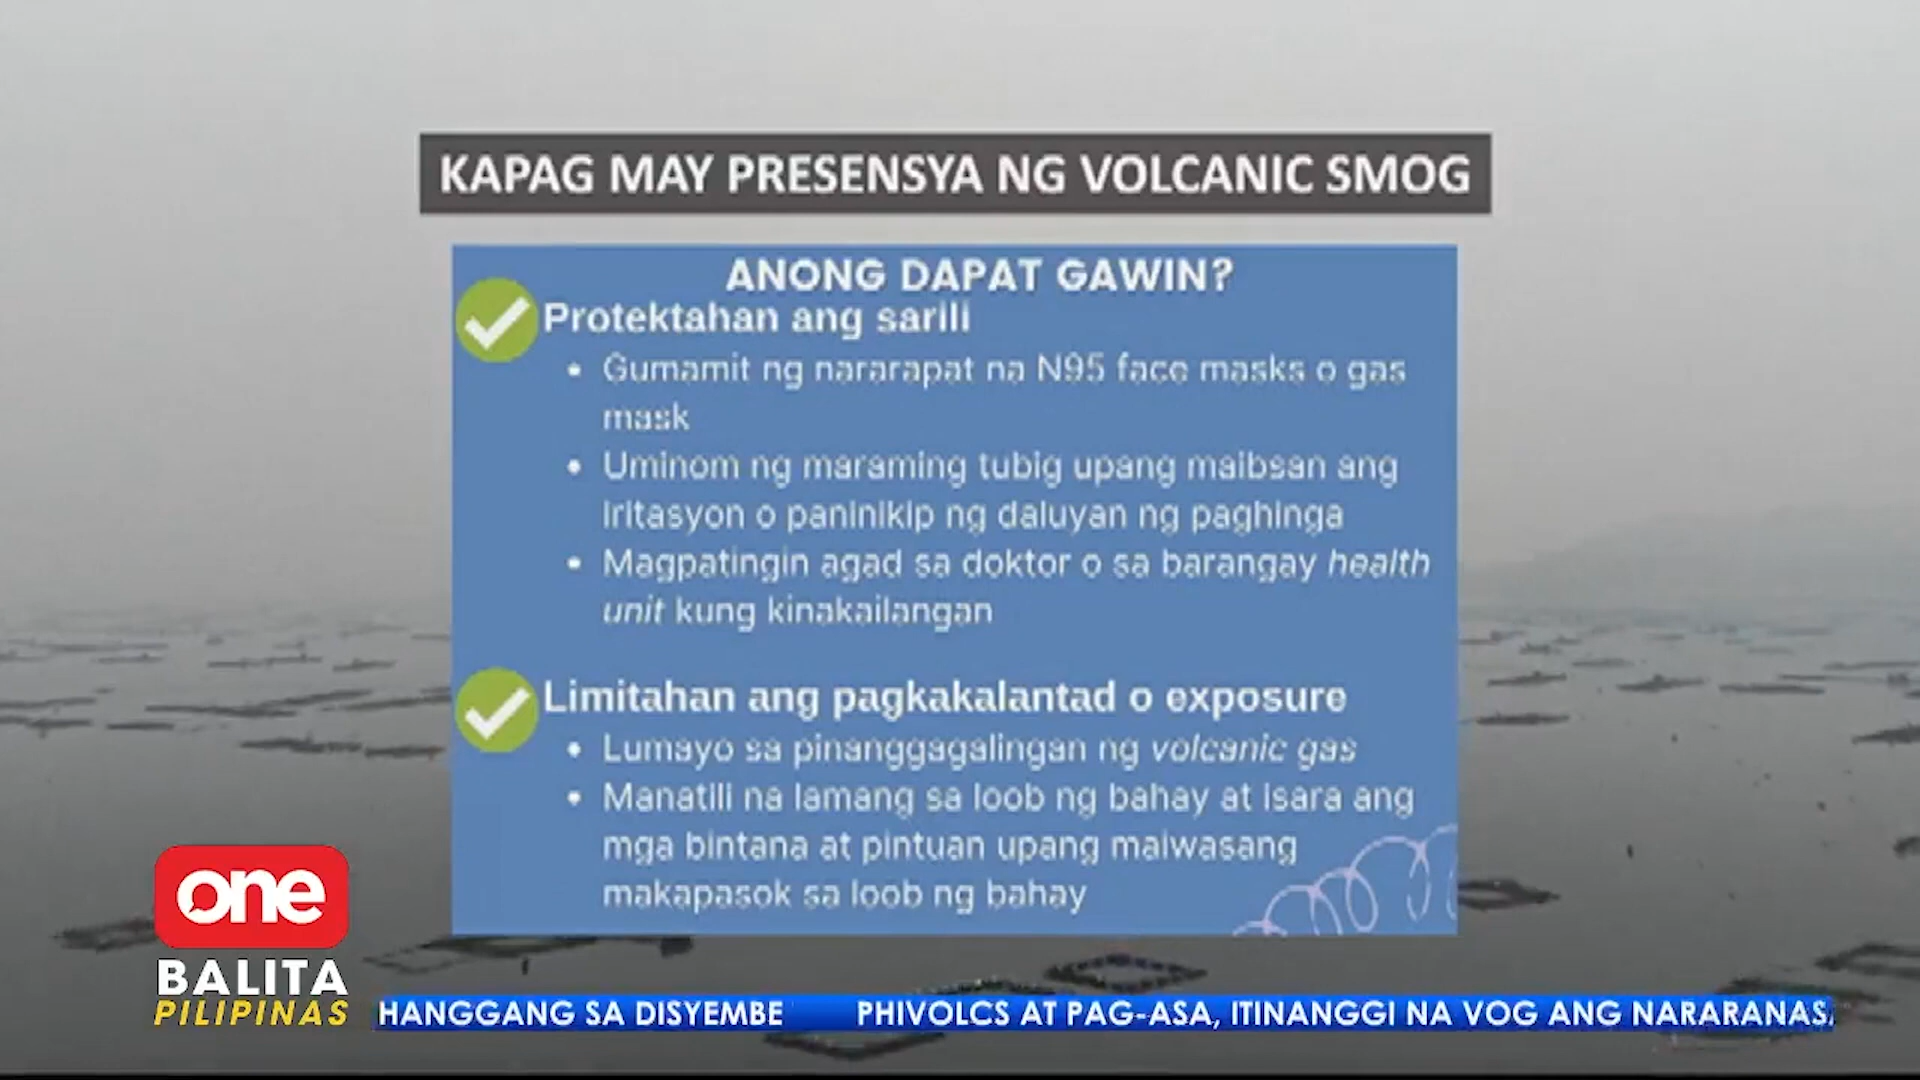 KAPAG MAY PRESENSYA NG VOLCANIC SMOG
ANONG DAPAT GAWIN?
Protektahan ang sarili
• Gumamit ng nararapat na N95 face masks o gas
mask
• Uminom ng maraming tubig upang maibsan ang
iritasyon o paninikip ng daluyan ng paghinga
• Magpatingin agad sa doktor o sa barangay health
unit kung kinakailangan
Limitahan ang pagkakalantad o exposure
• Lumayo sa pinanggagalingan ng volcanic gas
• Manatili na lamang sa loob ng bahay at isara ang
mga bintana at pintuan upang maiwasang
makapasok sa loob ng bahay
one
BALITA
PILIPINAS
HANGGANG SA DISYEMBE PHIVOLCS AT PAG-ASA, ITINANGGI NA VOG ANG NARARANAS